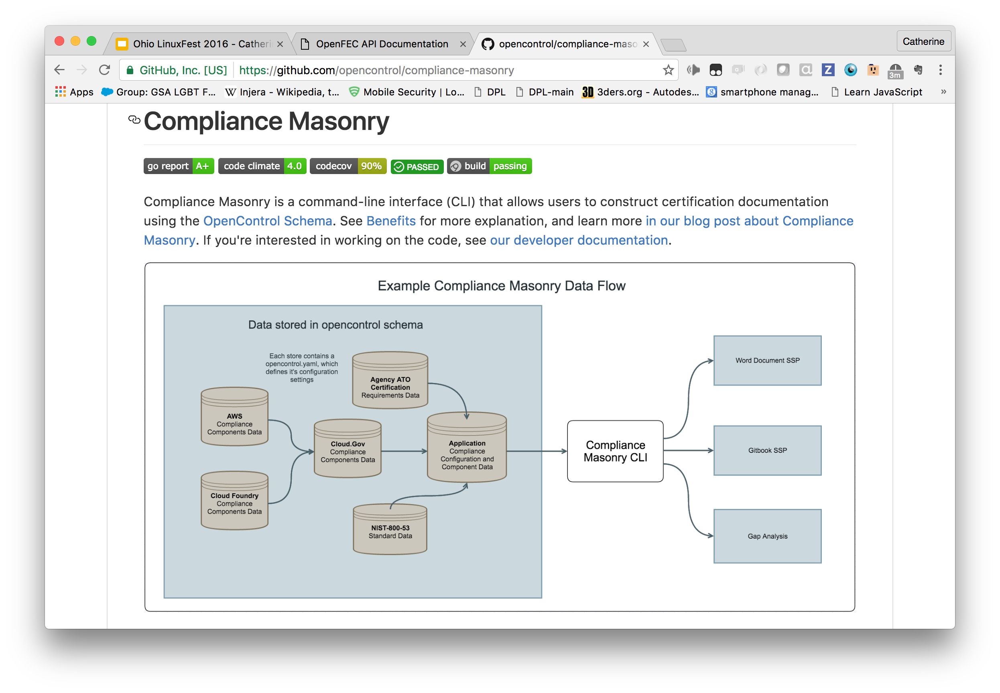 Ohio LinuxFest 2016 - Catheri
OpenFEC API Documentation
opencontrol/compliance-maso
Catherine
GitHub, Inc. [US]
https://github.com/opencontrol/compliance-masonry
3m
Apps
Group: GSA LGBT F...
W Injera - Wikipedia, t...
Mobile Security | Lo...
DPL
DPL-main
3D 3ders.org - Autodes...
8 smartphone manag...
Learn JavaScript
»
Compliance Masonry
go report A+
code climate 4.0
codecov 90%
PASSED
build passing
Compliance Masonry is a command-line interface (CLI) that allows users to construct certification documentation
using the OpenControl Schema. See Benefits for more explanation, and learn more in our blog post about Compliance
Masonry. If you're interested in working on the code, see our developer documentation.
Example Compliance Masonry Data Flow
Data stored in opencontrol schema
Each store contains a
opencontrol.yaml, which
defines it's configuration
settings
Agency ATO
Certification
Requirements Data
AWS
Compliance
Components Data
Cloud.Gov
Compliance
Components Data
Application
Compliance
Configuration and
Component Data
Cloud Foundry
Compliance
Components Data
NIST-800-53
Standard Data
Compliance
Masonry CLI
Word Document SSP
Gitbook SSP
Gap Analysis